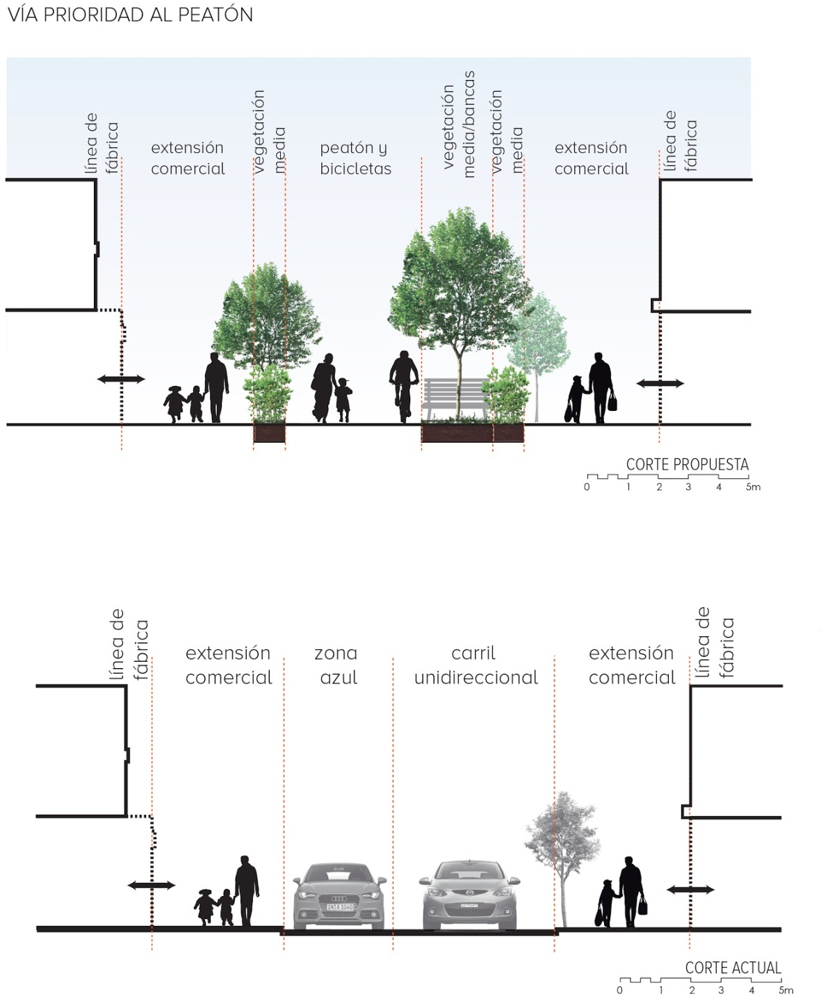 VÍA PRIORIDAD AL PEATÓN
línea de
fábrica
extensión
comercial
vegetación
media
peatón y
bicicletas
vegetación
media/bancas
vegetación
media
extensión
comercial
línea de
fábrica
CORTE PROPUESTA
0 1 2 3 4 5m
línea de
fábrica
extensión
comercial
zona
azul
carril
unidireccional
extensión
comercial
línea de
fábrica
mazda
CORTE ACTUAL
0 1 2 3 4 5m